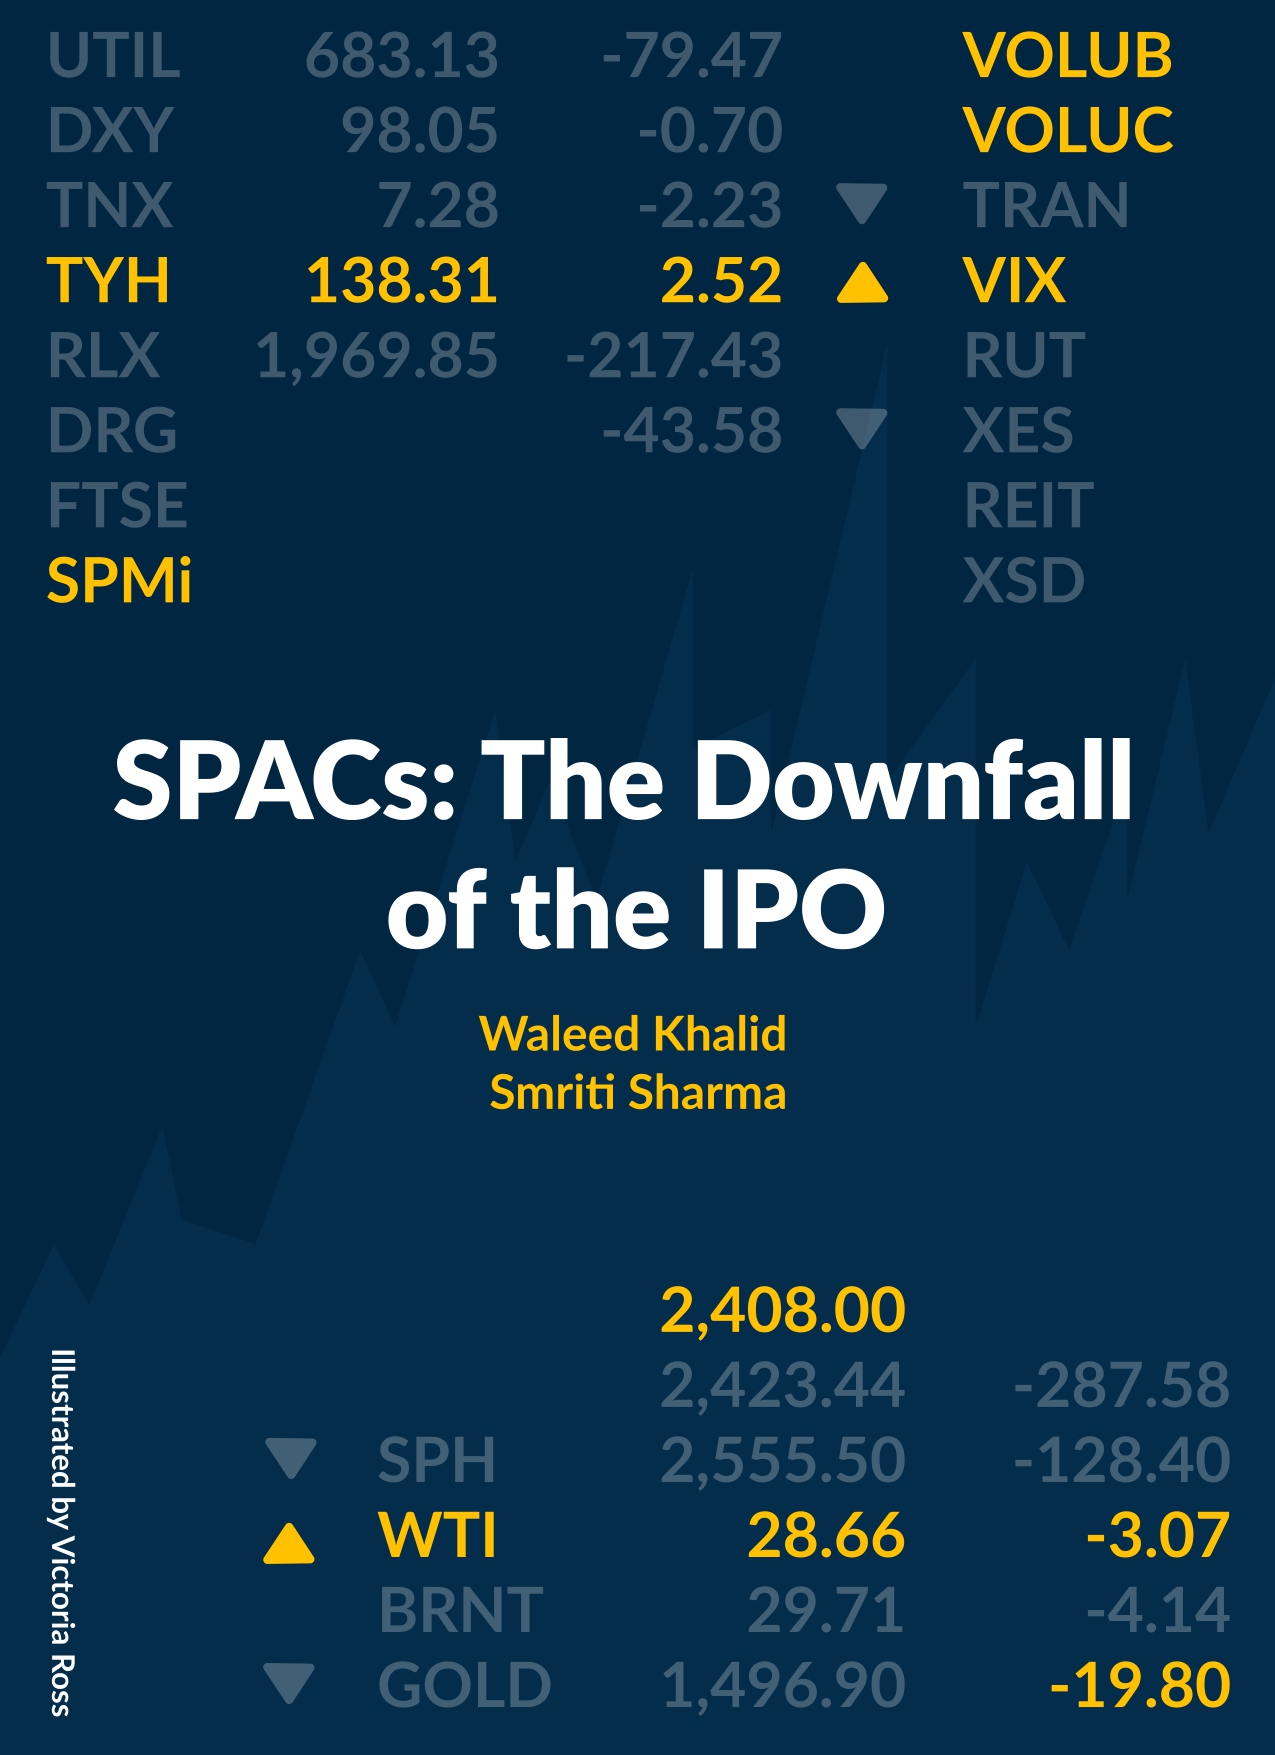 UTIL 683.13 -79.47 VOLUB
DXY 98.05 -0.70 VOLUC
TNX 7.28 -2.23 ▼ TRAN
TYH 138.31 2.52 ▲ VIX
RLX 1,969.85 -217.43 RUT
DRG -43.58 ▼ XES
FTSE REIT
SPMi XSD
SPACs: The Downfall
of the IPO
Waleed Khalid
Smriti Sharma
2,408.00
2,423.44 -287.58
▼ SPH 2,555.50 -128.40
▲ WTI 28.66 -3.07
BRNT 29.71 -4.14
▼ GOLD 1,496.90 -19.80
Illustrated by Victoria Ross